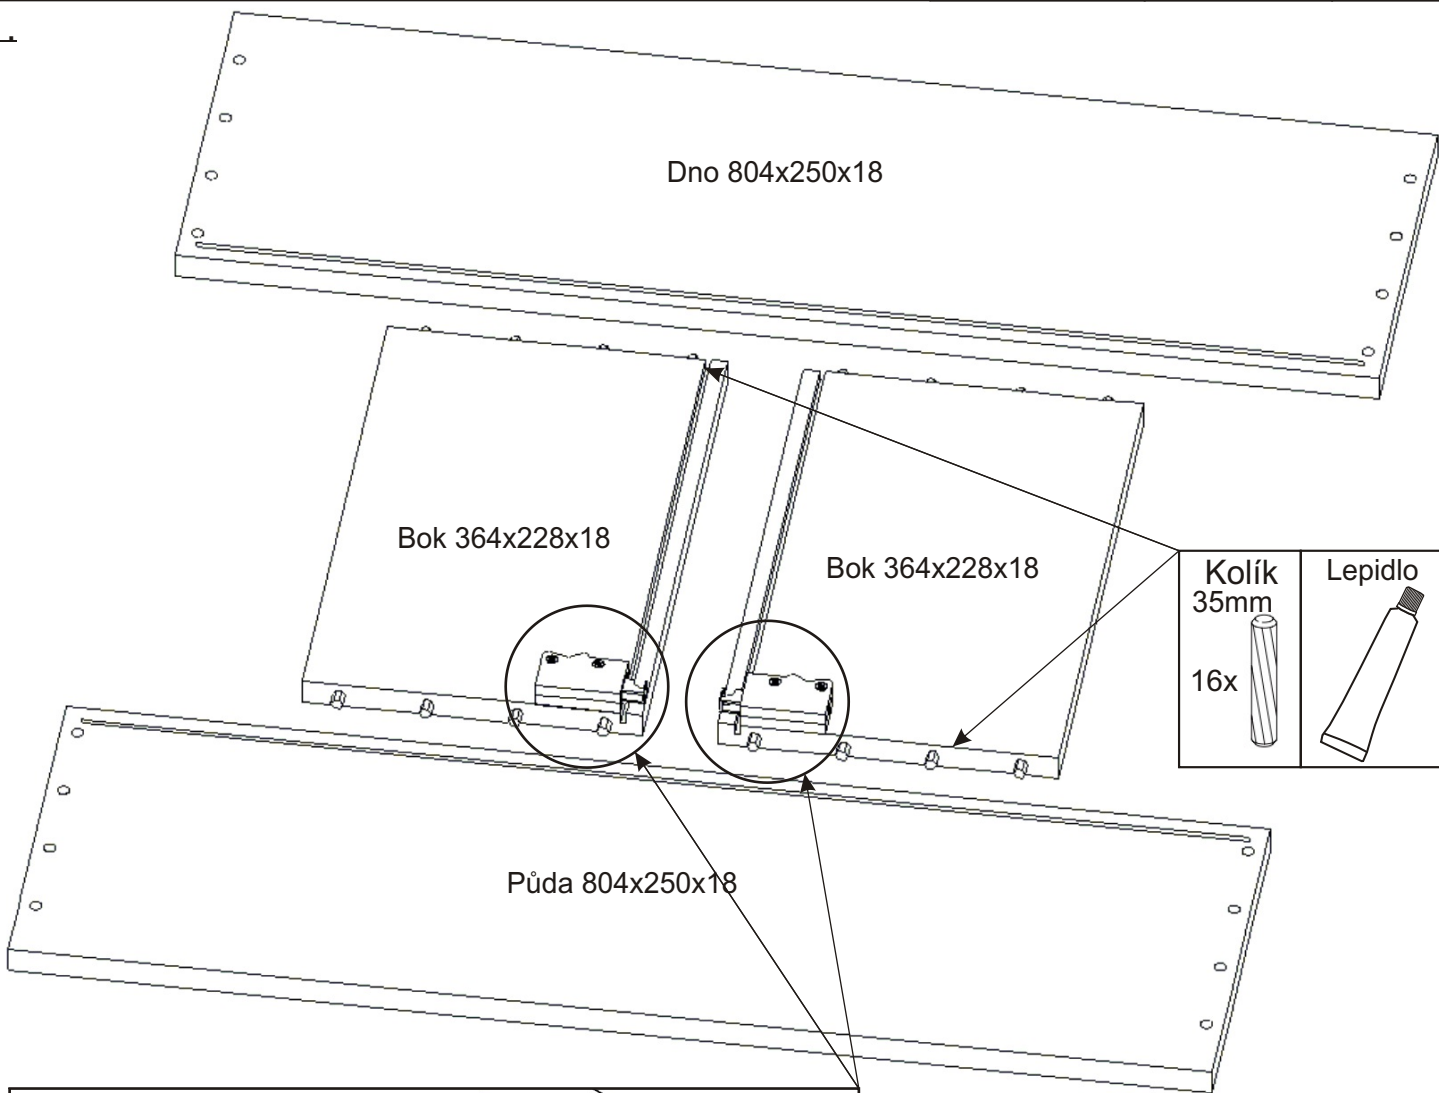 .
Dno 804x250x18
Bok 364x228x18
Bok 364x228x18
Kolík
35mm
16x
Lepidlo
Půda 804x250x18